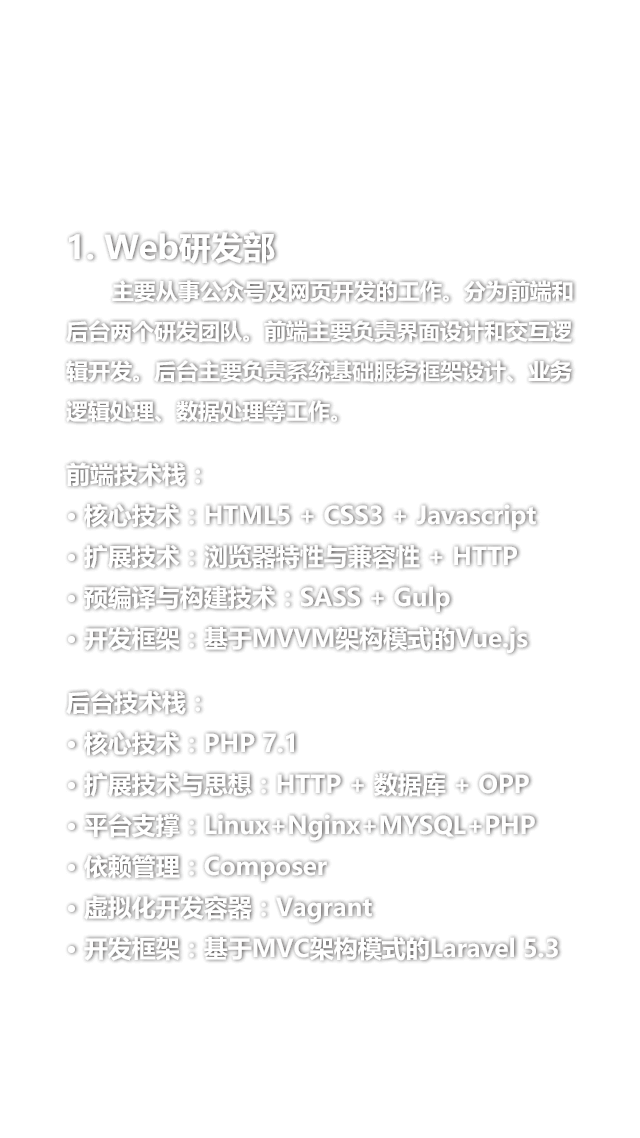 1. Web研发部
主要从事公众号及网页开发的工作。分为前端和
后台两个研发团队。前端主要负责界面设计和交互逻
辑开发。后台主要负责系统基础服务框架设计、业务
逻辑处理、数据处理等工作。
前端技术栈：
• 核心技术：HTML5 + CSS3 + Javascript
• 扩展技术：浏览器特性与兼容性 + HTTP
• 预编译与构建技术：SASS + Gulp
• 开发框架：基于MVVM架构模式的Vue.js
后台技术栈：
• 核心技术：PHP 7.1
• 扩展技术与思想：HTTP + 数据库 + OPP
• 平台支撑：Linux+Nginx+MYSQL+PHP
• 依赖管理：Composer
• 虚拟化开发容器：Vagrant
• 开发框架：基于MVC架构模式的Laravel 5.3